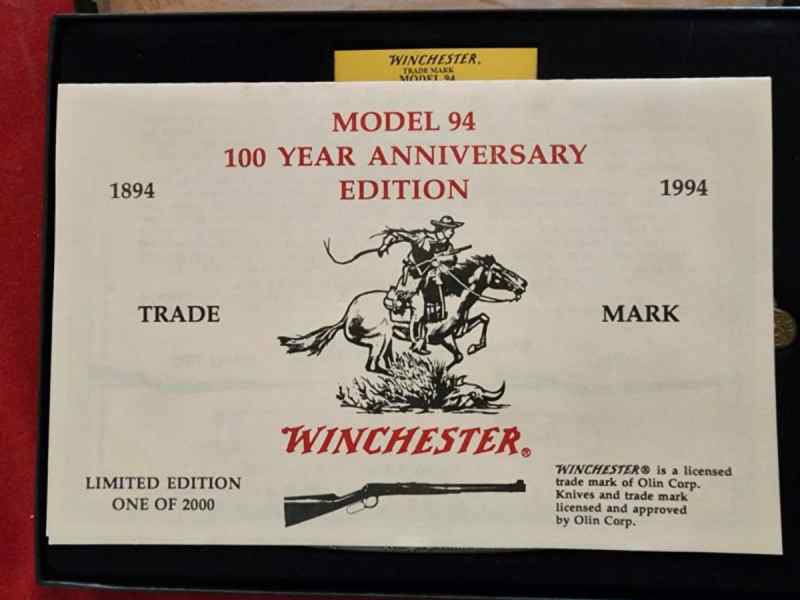 WINCHESTER®
TRADE MARK
MODEL 94
MODEL 94
100 YEAR ANNIVERSARY
EDITION
1894
1994
TRADE
MARK
WINCHESTER®
LIMITED EDITION
ONE OF 2000
WINCHESTER® is a licensed
trade mark of Olin Corp.
Knives and trade mark
licensed and approved
by Olin Corp.